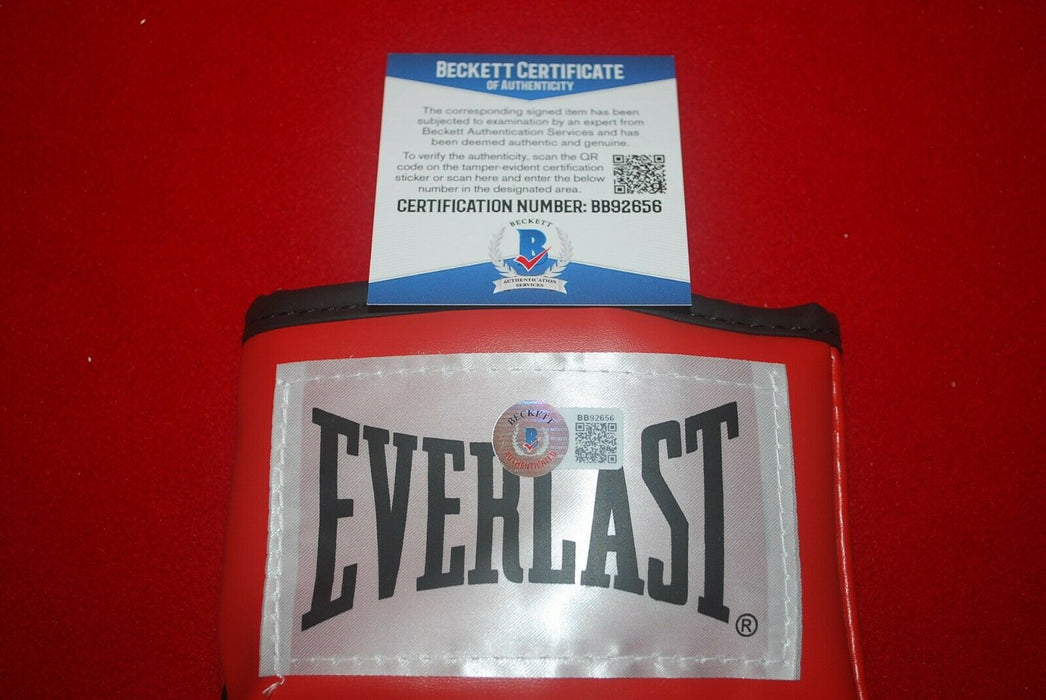 BECKETT CERTIFICATE
OF AUTHENTICITY
The corresponding signed item has been
subjected to examination by an expert from
Beckett Authentication Services and has
been deemed authentic and genuine.
To verify the authenticity, scan the QR
code on the tamper-evident certification
sticker or scan here and enter the below
number in the designated area.
CERTIFICATION NUMBER: BB92656
BECKETT
B
AUTHENTICATION
SERVICES
BECKETT
B
AUTHENTICATED
BB92656
EVERLAST
®